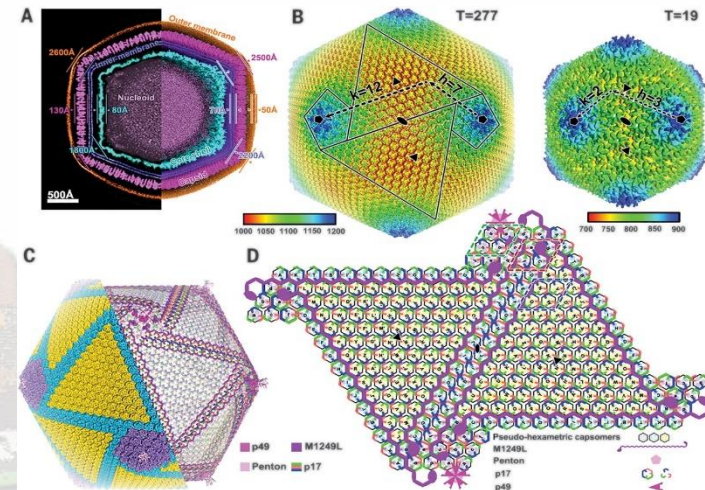 A
Outer membrane
2600Å
2500Å
Inner membrane
Nucleoid
130Å
80Å
50Å
1800Å
2200Å
Capsid
500Å
B
T=277
T=19
k=12
h=7
k=2
h=3
1000 1050 1100 1150 1200
700 750 800 850 900
C
D
p49
M1249L
Penton
p17
Pseudo-hexametric capsomers
M1249L
Penton
p17
p49